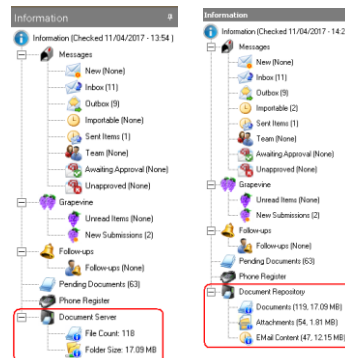 Information
Information (Checked 11/04/2017 - 13:54 )
Messages
New (None)
Inbox (11)
Outbox (9)
Importable (None)
Sent Items (1)
Team (None)
Awaiting Approval (None)
Unapproved (None)
Grapevine
Unread Items (None)
New Submissions (2)
Follow-ups
Follow-ups (None)
Pending Documents (63)
Phone Register
Document Server
File Count: 118
Folder Size: 17.09 MB
Information
Information (Checked 11/04/2017 - 14:2
Messages
New (None)
Inbox (11)
Outbox (9)
Importable (2)
Sent Items (1)
Team (None)
Awaiting Approval (None)
Unapproved (None)
Grapevine
Unread Items (None)
New Submissions (2)
Follow-ups
Follow-ups (None)
Pending Documents (63)
Phone Register
Document Repository
Documents (119, 17.09 MB)
Attachments (54, 1.81 MB)
EMail Content (47, 12.15 MB)